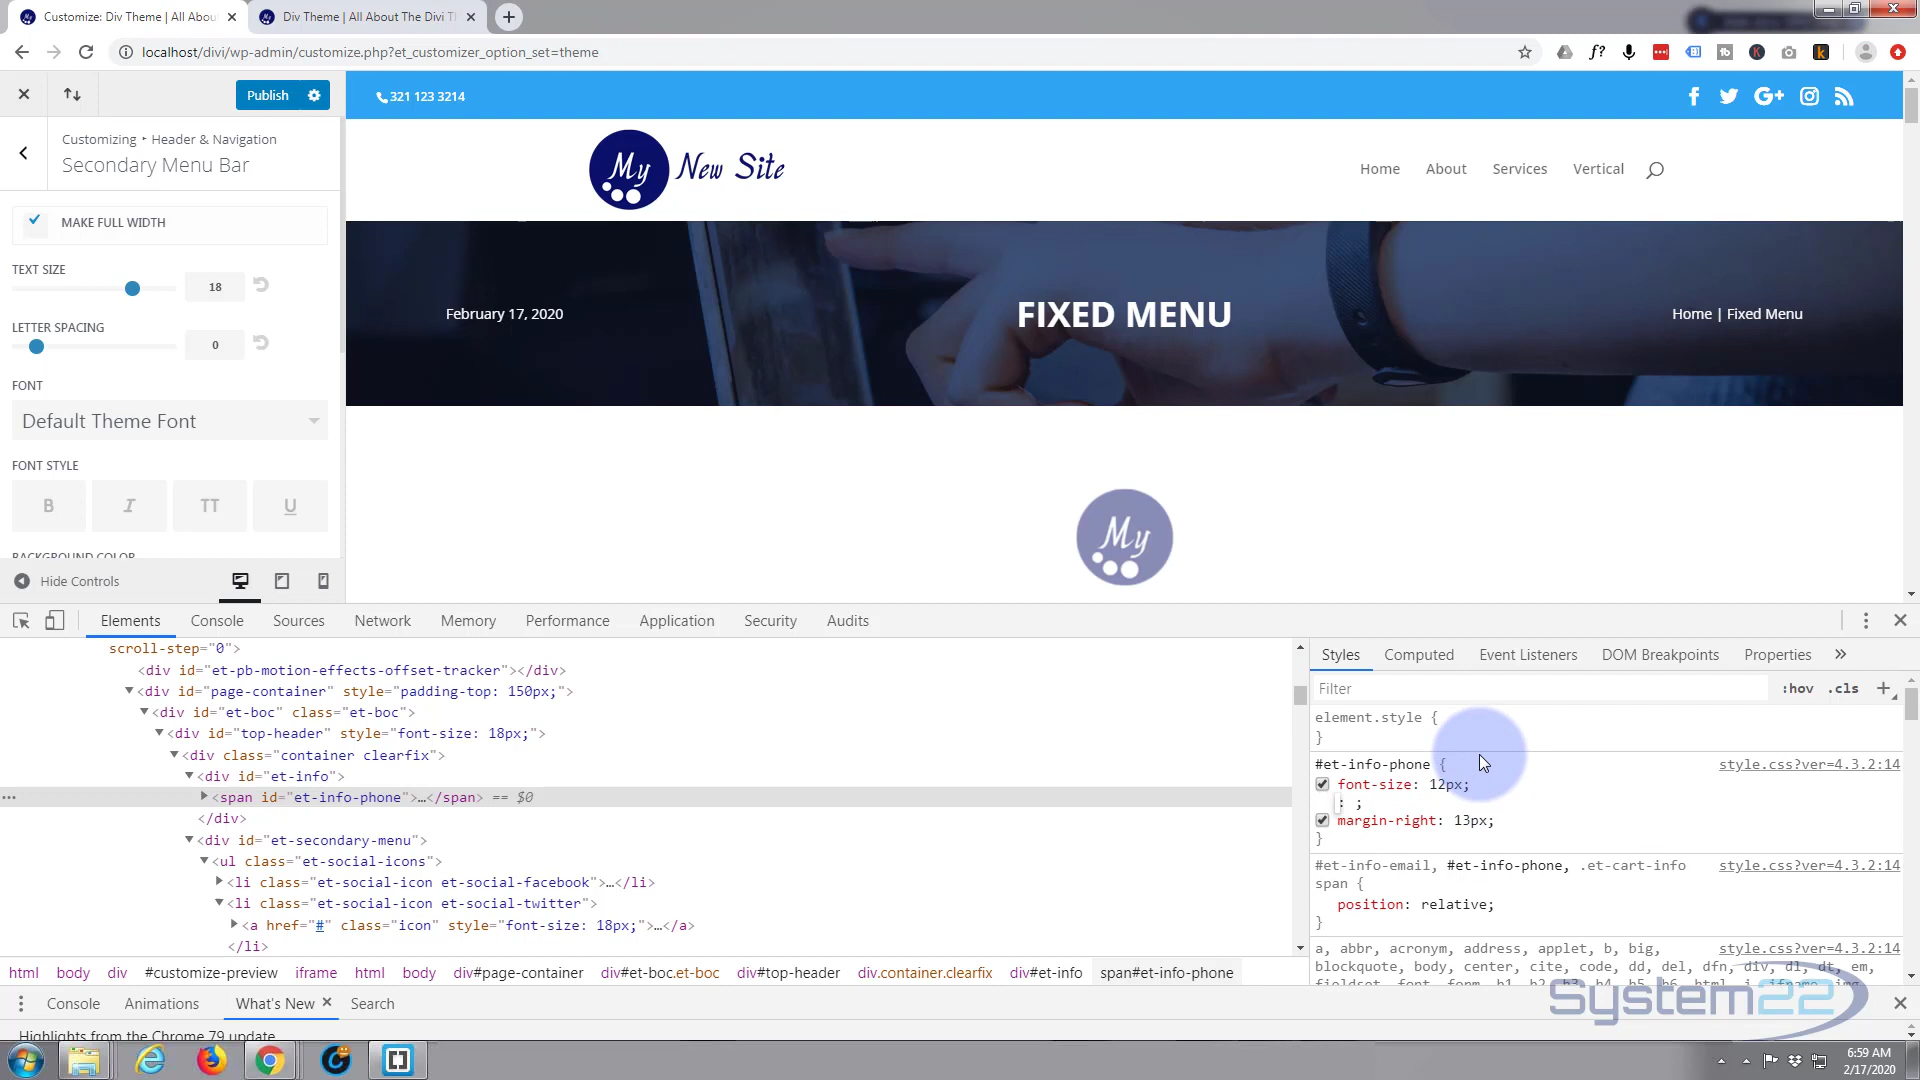 Customize: Div Theme | All Abou
Div Theme | All About The Divi T
localhost/divi/wp-admin/customize.php?et_customizer_option_set=theme
Publish
Customizing ‣ Header & Navigation
Secondary Menu Bar
MAKE FULL WIDTH
TEXT SIZE
18
LETTER SPACING
0
FONT
Default Theme Font
FONT STYLE
B I TT U
BACKGROUND COLOR
Hide Controls
321 123 3214
My New Site
Home About Services Vertical
February 17, 2020
FIXED MENU
Home | Fixed Menu
My
Elements Console Sources Network Memory Performance Application Security Audits
scroll-step="0">
<div id="et-pb-motion-effects-offset-tracker"></div>
<div id="page-container" style="padding-top: 150px;">
<div id="et-boc" class="et-boc">
<div id="top-header" style="font-size: 18px;">
<div class="container clearfix">
<div id="et-info">
<span id="et-info-phone">…</span> == $0
</div>
<div id="et-secondary-menu">
<ul class="et-social-icons">
<li class="et-social-icon et-social-facebook">…</li>
<li class="et-social-icon et-social-twitter">
<a href="#" class="icon" style="font-size: 18px;">…</a>
</li>
html body div #customize-preview iframe html body div#page-container div#et-boc.et-boc div#top-header div.container.clearfix div#et-info span#et-info-phone
Styles Computed Event Listeners DOM Breakpoints Properties »
Filter :hov .cls +
element.style {
}
#et-info-phone { style.css?ver=4.3.2:14
font-size: 12px;
: ;
margin-right: 13px;
}
#et-info-email, #et-info-phone, .et-cart-info style.css?ver=4.3.2:14
span {
position: relative;
}
a, abbr, acronym, address, applet, b, big, style.css?ver=4.3.2:14
blockquote, body, center, cite, code, dd, del, dfn, div, dl, dt, em,
fieldset, font, form, h1, h2, h3, h4, h5, h6, html, i, iframe, img,
System22
Console Animations What's New × Search
Highlights from the Chrome 79 update
6:59 AM
2/17/2020